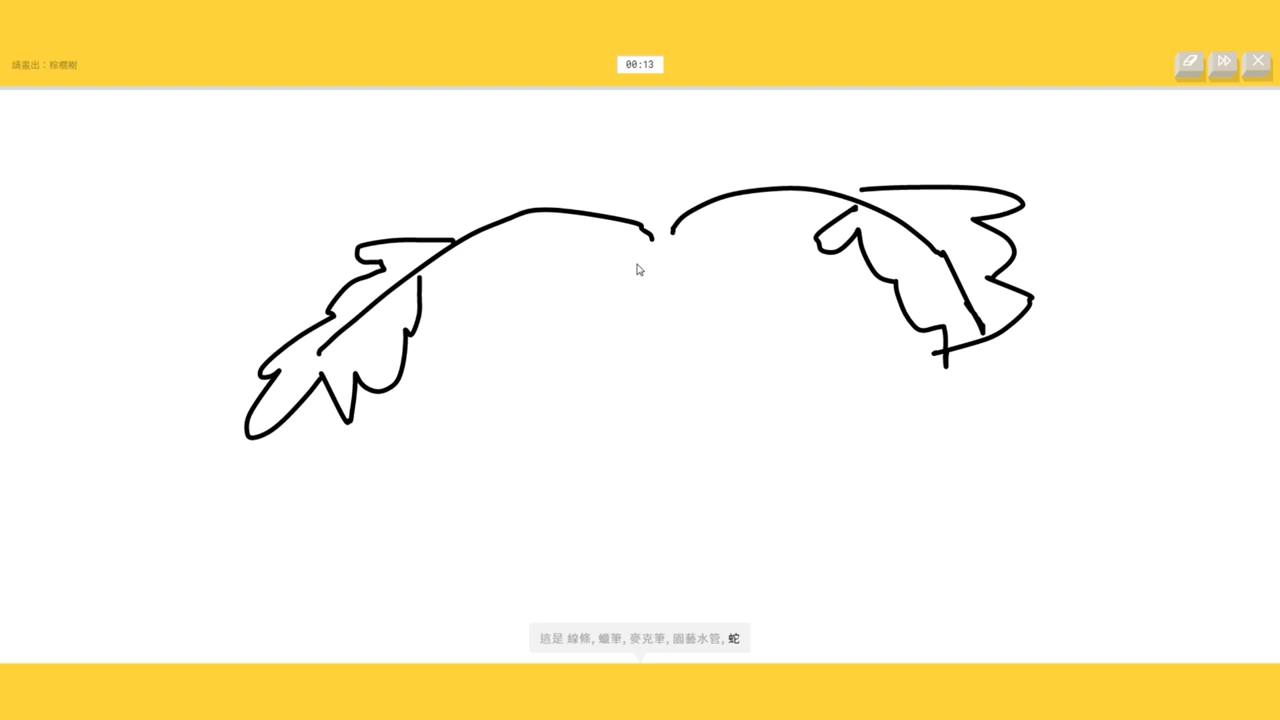 請畫出：棕櫚樹
00:13
這是 線條, 蠟筆, 麥克筆, 園藝水管, 蛇